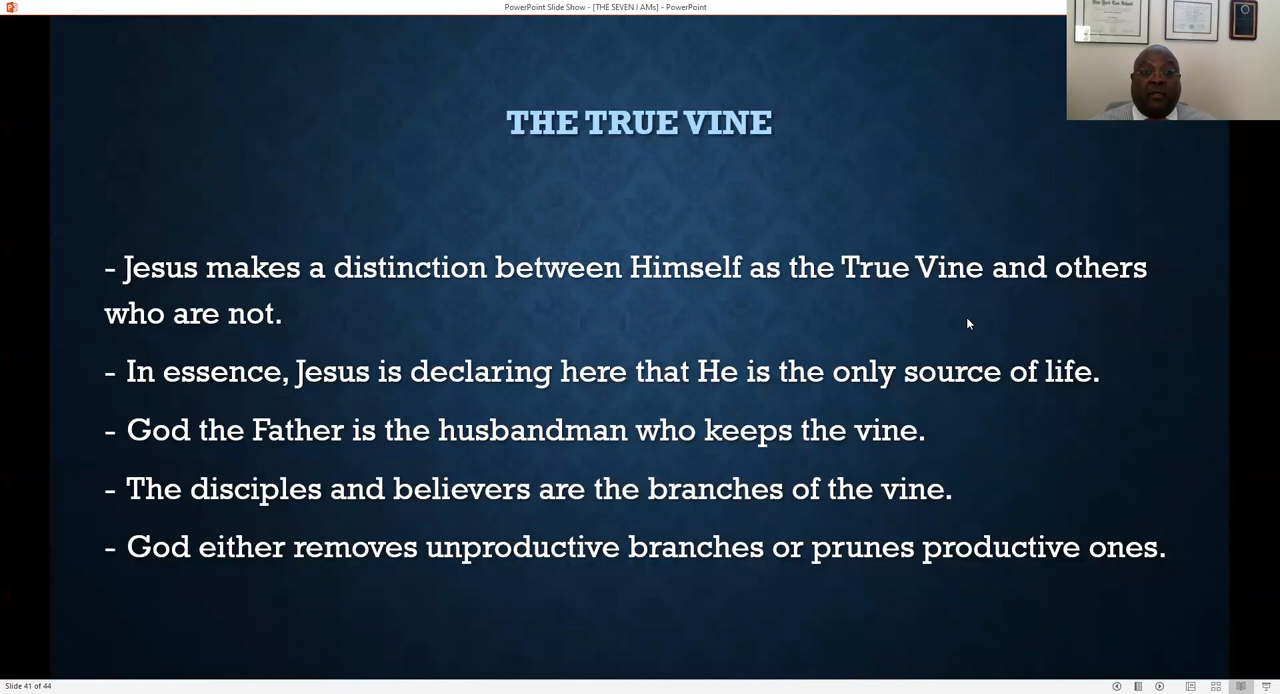 PowerPoint Slide Show - [THE SEVEN I AMs] - PowerPoint
THE TRUE VINE
- Jesus makes a distinction between Himself as the True Vine and others
who are not.
- In essence, Jesus is declaring here that He is the only source of life.
- God the Father is the husbandman who keeps the vine.
- The disciples and believers are the branches of the vine.
- God either removes unproductive branches or prunes productive ones.
Slide 41 of 44